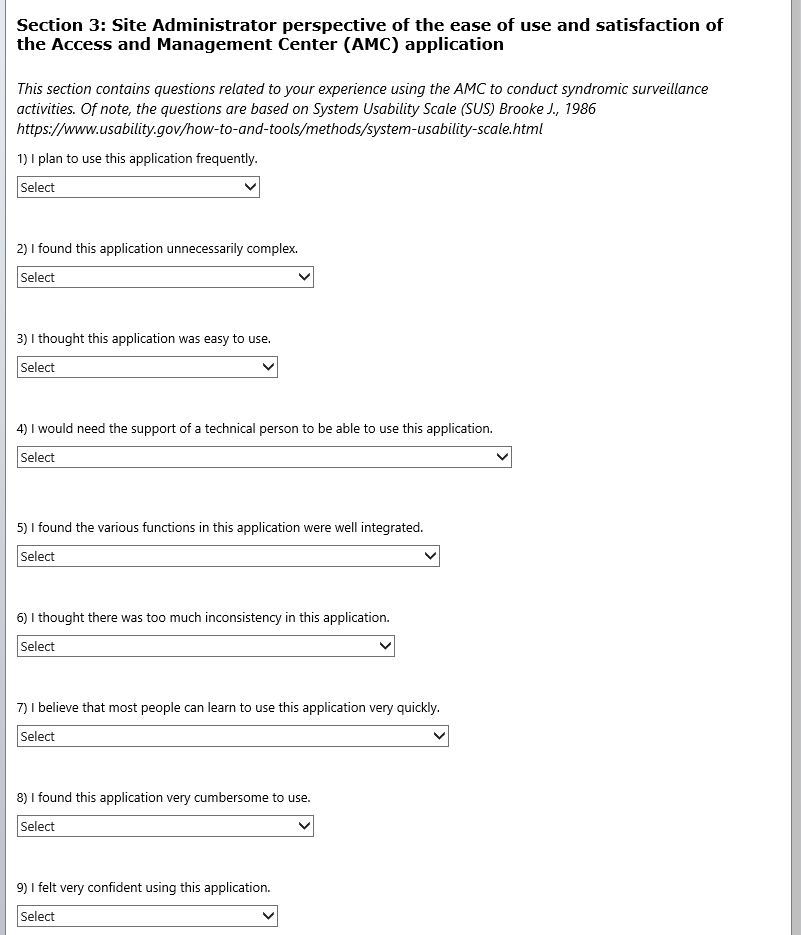 Section 3: Site Administrator perspective of the ease of use and satisfaction of
the Access and Management Center (AMC) application
This section contains questions related to your experience using the AMC to conduct syndromic surveillance
activities. Of note, the questions are based on System Usability Scale (SUS) Brooke J., 1986
https://www.usability.gov/how-to-and-tools/methods/system-usability-scale.html
1) I plan to use this application frequently.
Select
2) I found this application unnecessarily complex.
Select
3) I thought this application was easy to use.
Select
4) I would need the support of a technical person to be able to use this application.
Select
5) I found the various functions in this application were well integrated.
Select
6) I thought there was too much inconsistency in this application.
Select
7) I believe that most people can learn to use this application very quickly.
Select
8) I found this application very cumbersome to use.
Select
9) I felt very confident using this application.
Select